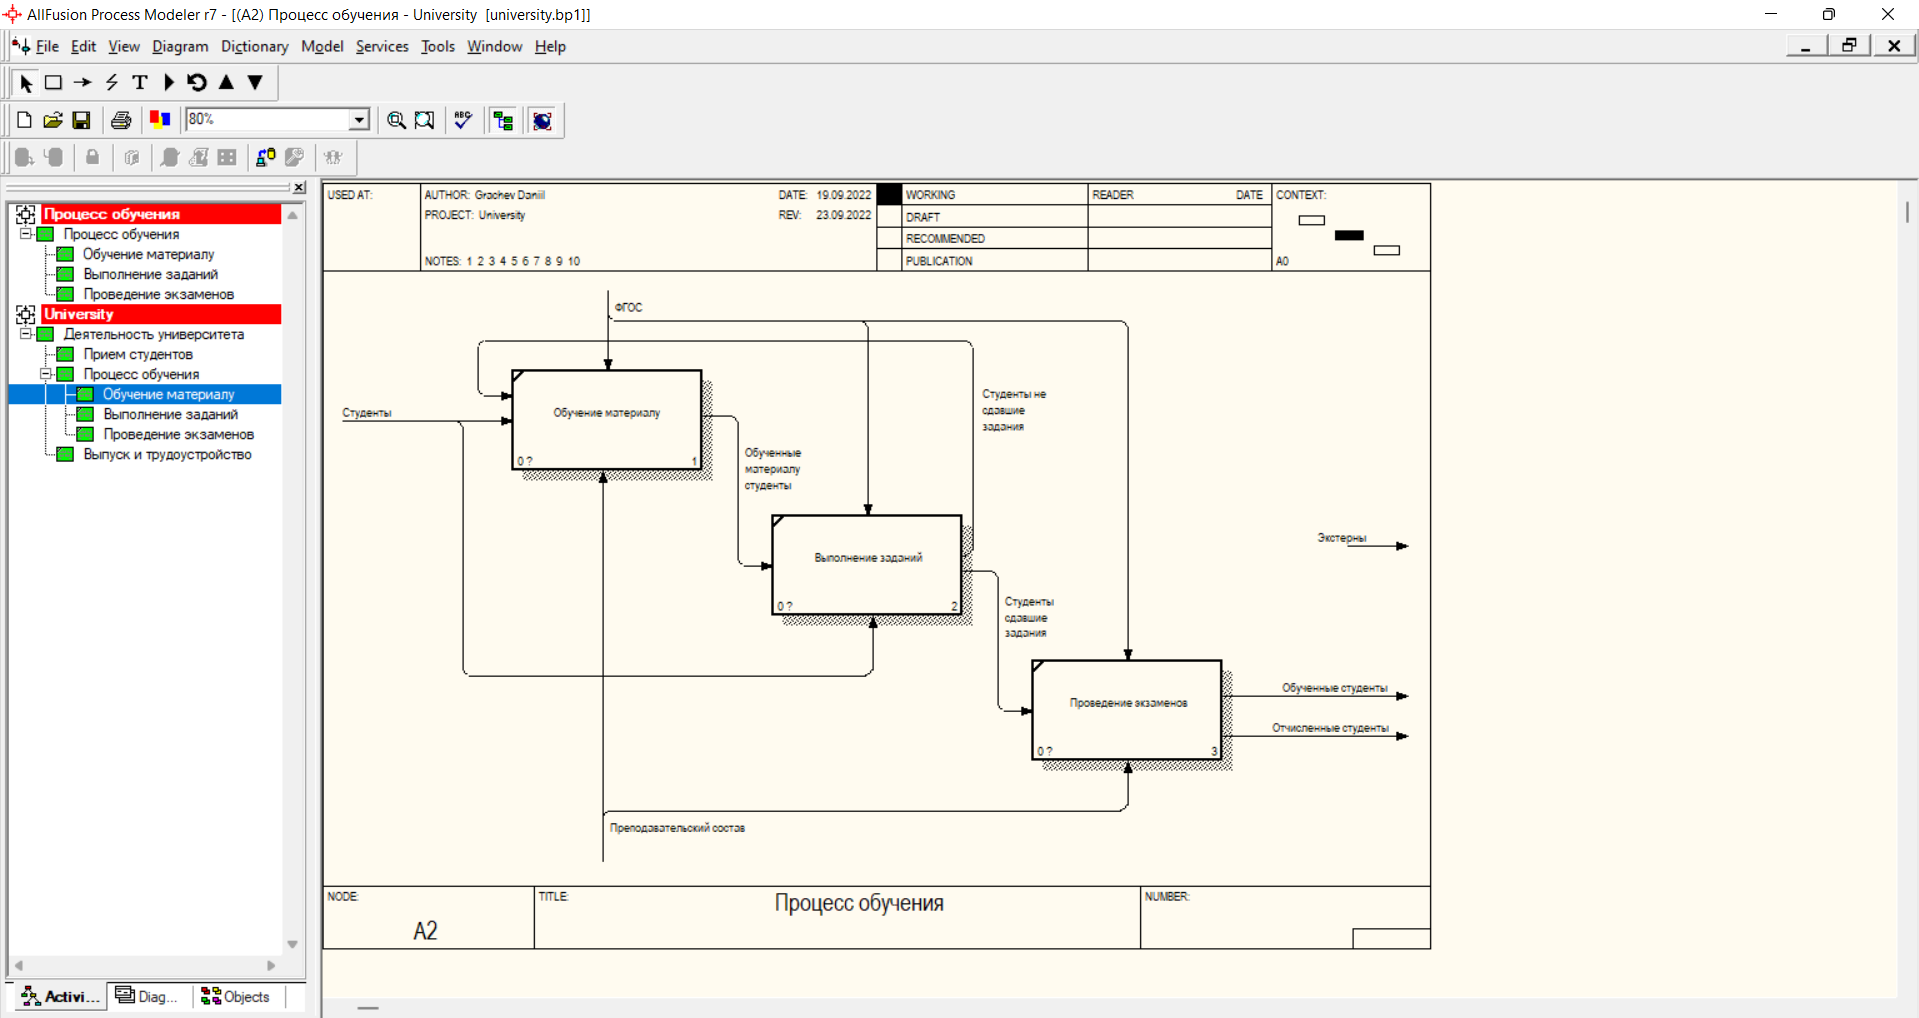 AllFusion Process Modeler r7 - [(A2) Процесс обучения - University  [university.bp1]]
File Edit View Diagram Dictionary Model Services Tools Window Help
T
80%
ABC
Процесс обучения
Процесс обучения
Обучение материалу
Выполнение заданий
Проведение экзаменов
University
Деятельность университета
Прием студентов
Процесс обучения
Обучение материалу
Выполнение заданий
Проведение экзаменов
Выпуск и трудоустройство
Activi... Diag... Objects
USED AT: AUTHOR: Grachev Daniil DATE: 19.09.2022 WORKING READER DATE CONTEXT:
PROJECT: University REV: 23.09.2022 DRAFT
RECOMMENDED
NOTES: 1 2 3 4 5 6 7 8 9 10 PUBLICATION A0
ФГОС
Студенты
Обучение материалу
0 ? 1
Студенты не
сдавшие
задания
Обученные
материалу
студенты
Выполнение заданий
0 ? 2
Экстерны
Студенты
сдавшие
задания
Проведение экзаменов
0 ? 3
Обученные студенты
Отчисленные студенты
Преподавательский состав
NODE: TITLE: NUMBER:
A2 Процесс обучения